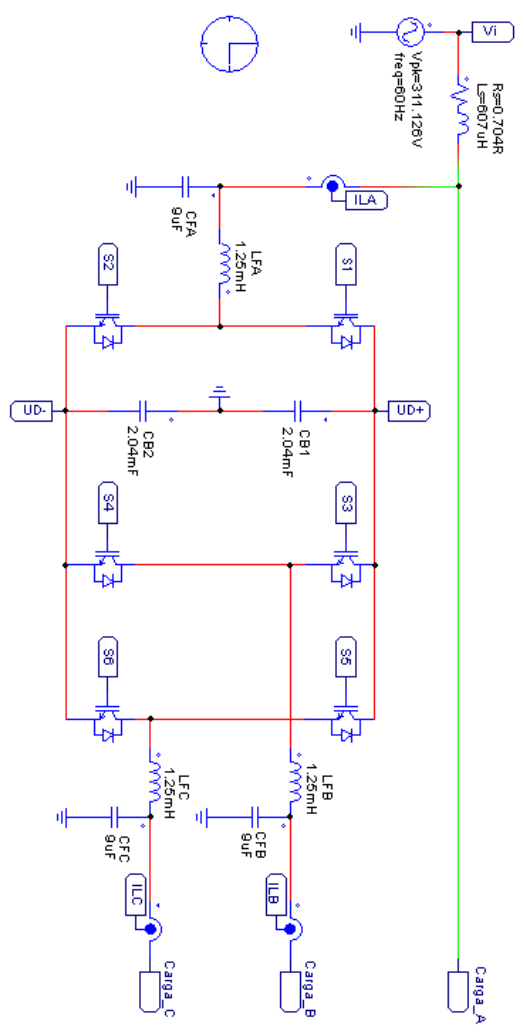 Vi
Vpk=311.126V
freq=60Hz
Rs=0.704R
Ls=607uH
ILA
CFA
9uF
LFA
1.25mH
S2
S1
UD-
UD+
CB2
2.04mF
CB1
2.04mF
S4
S3
S6
S5
LFC
1.25mH
LFB
1.25mH
CFC
9uF
CFB
9uF
ILC
ILB
Carga_C
Carga_B
Carga_A